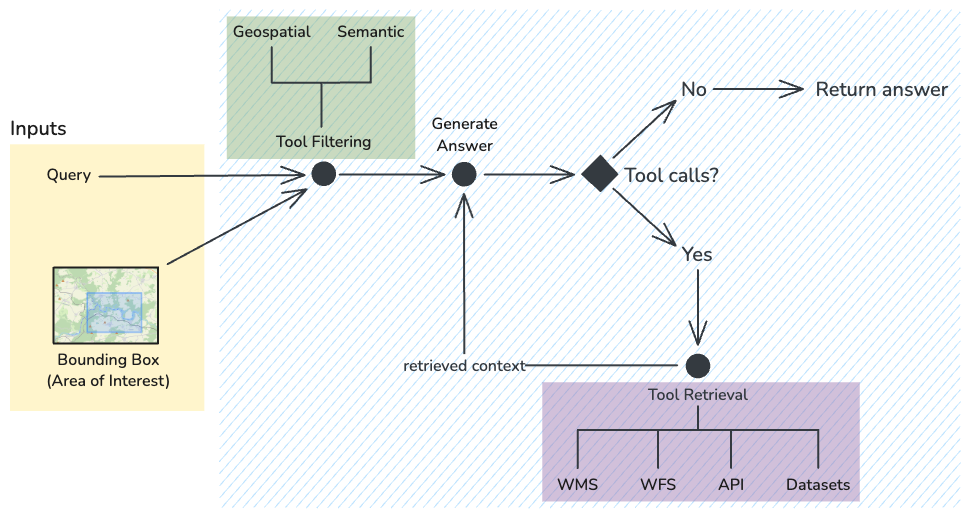 Geospatial
Semantic
Tool Filtering
Inputs
Query
Bounding Box
(Area of Interest)
Generate
Answer
Tool calls?
No
Return answer
Yes
retrieved context
Tool Retrieval
WMS
WFS
API
Datasets